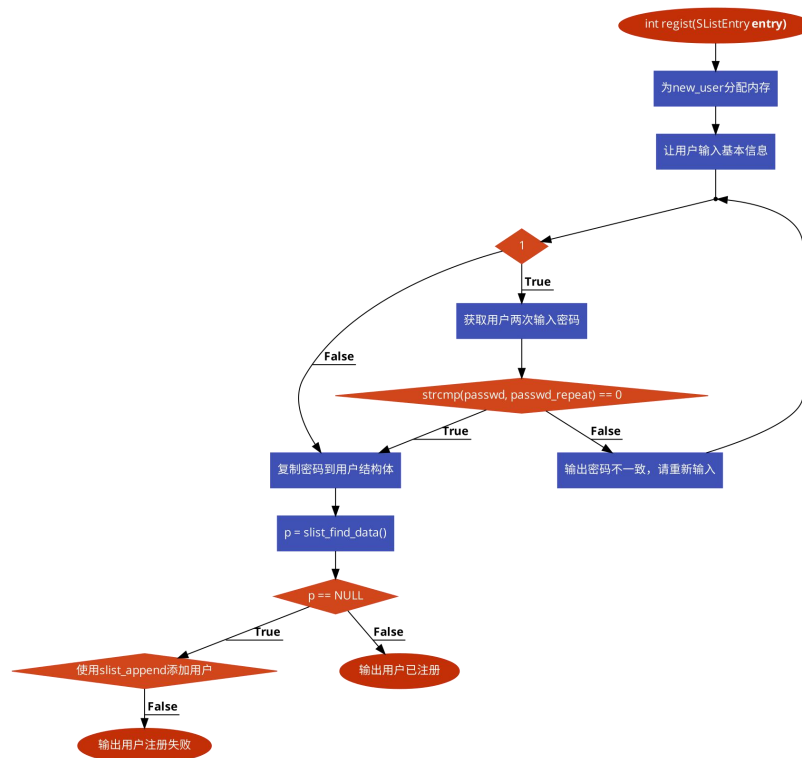 int regist(SListEntry entry)
为new_user分配内存
让用户输入基本信息
1
True
获取用户两次输入密码
False
strcmp(passwd, passwd_repeat) == 0
True
False
复制密码到用户结构体
输出密码不一致，请重新输入
p = slist_find_data()
p == NULL
True
False
使用slist_append添加用户
输出用户已注册
False
输出用户注册失败